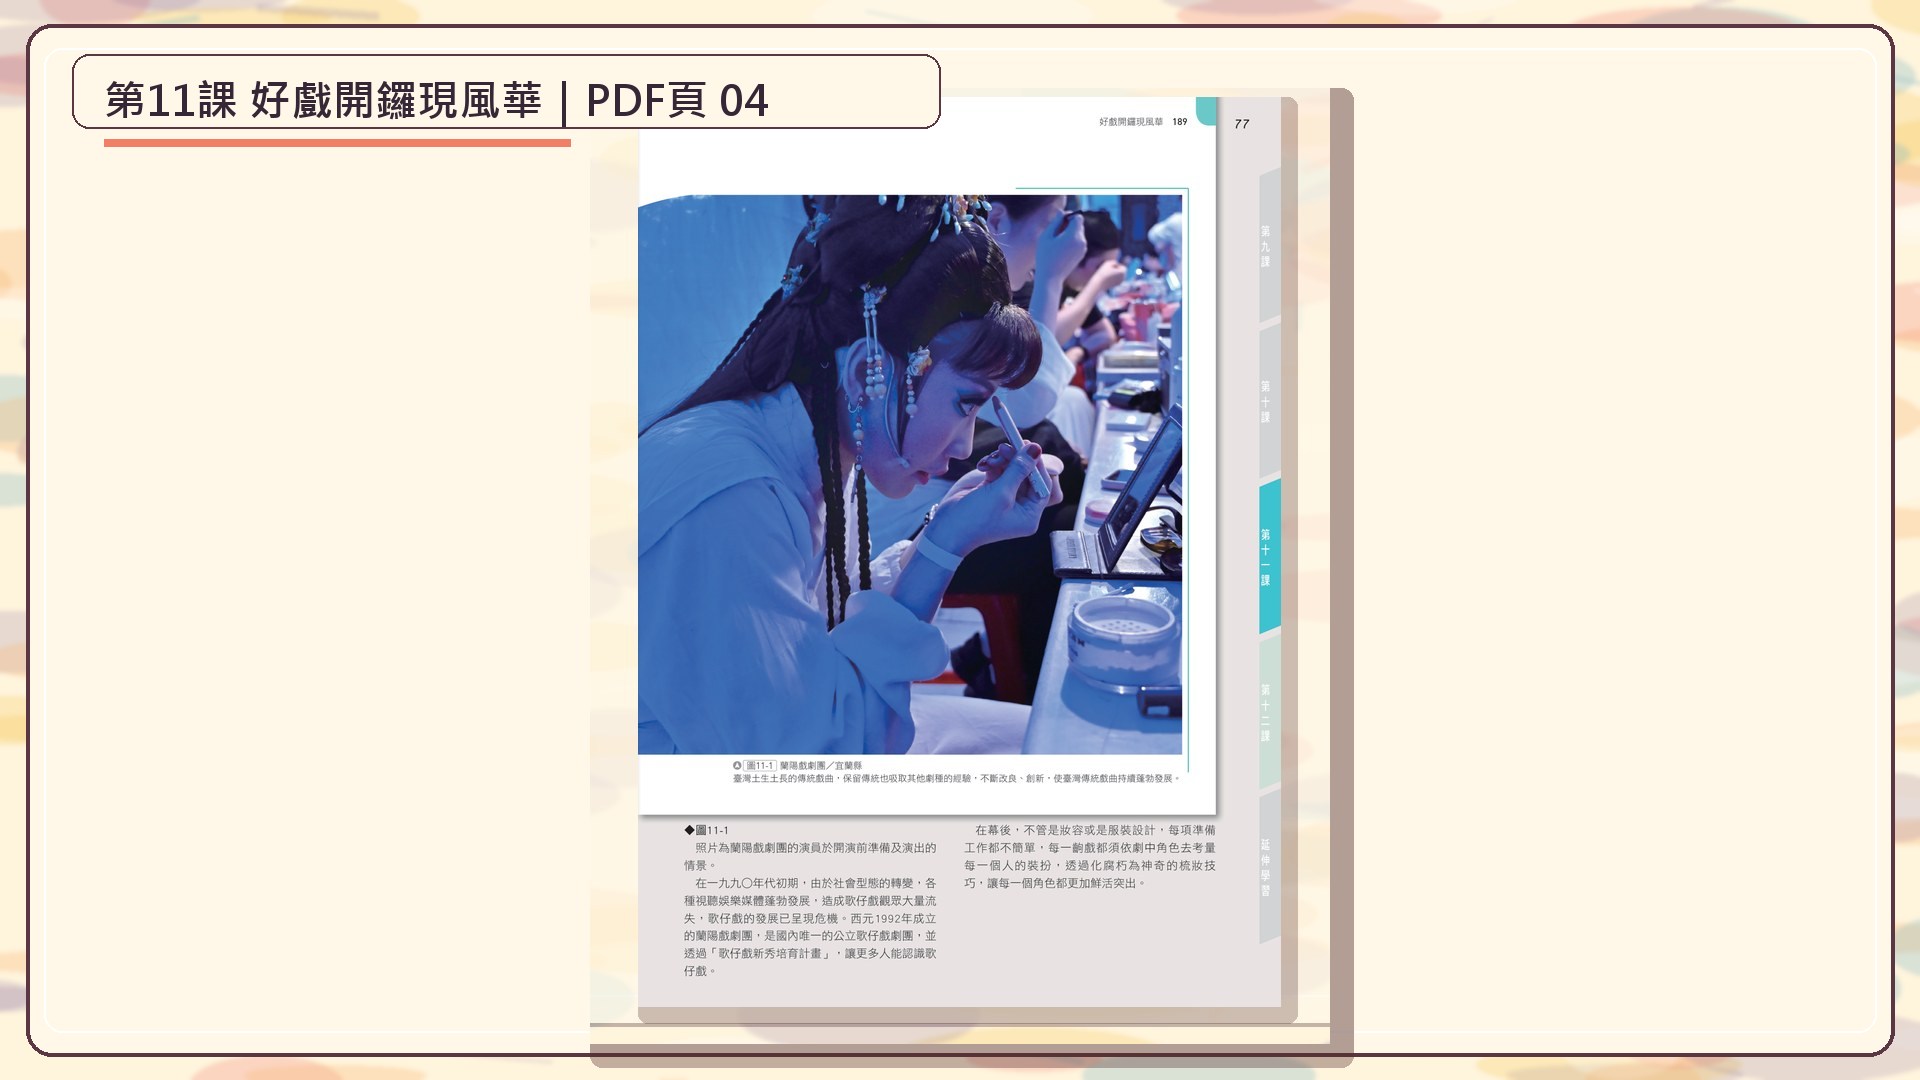 第11課 好戲開鑼現風華 | PDF頁 04
好戲開鑼現風華 189
77
第九課
第十課
第十一課
第十二課
延伸學習
圖11-1 蘭陽戲劇團／宜蘭縣
臺灣土生土長的傳統戲曲，保留傳統也吸取其他劇種的經驗，不斷改良、創新，使臺灣傳統戲曲持續蓬勃發展。
◆圖11-1
照片為蘭陽戲劇團的演員於開演前準備及演出的
情景。
在一九九〇年代初期，由於社會型態的轉變，各
種視聽娛樂媒體蓬勃發展，造成歌仔戲觀眾大量流
失，歌仔戲的發展已呈現危機。西元1992年成立
的蘭陽戲劇團，是國內唯一的公立歌仔戲劇團，並
透過「歌仔戲新秀培育計畫」，讓更多人能認識歌
仔戲。
在幕後，不管是妝容或是服裝設計，每項準備
工作都不簡單，每一齣戲都須依劇中角色去考量
每一個人的裝扮，透過化腐朽為神奇的梳妝技
巧，讓每一個角色都更加鮮活突出。